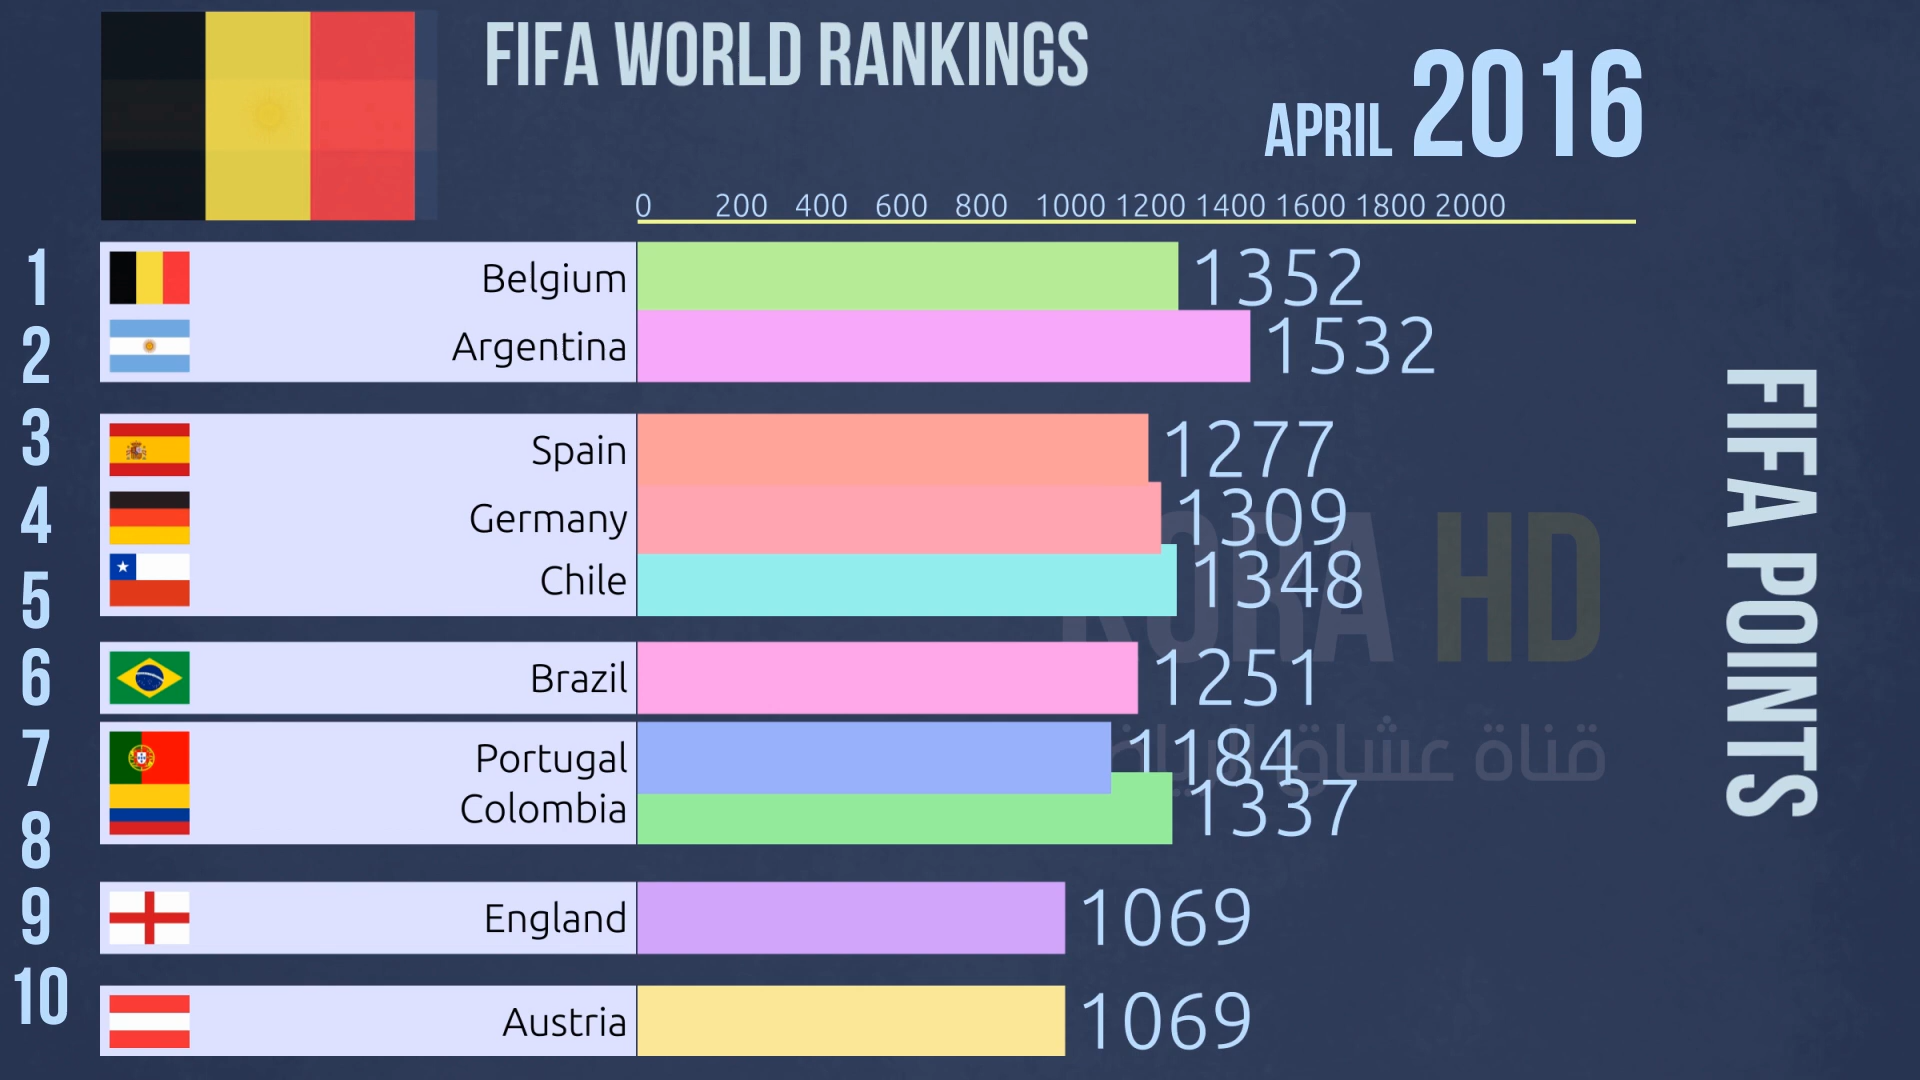 FIFA WORLD RANKINGS
APRIL 2016
0 200 400 600 800 1000 1200 1400 1600 1800 2000
1 Belgium 1352
2 Argentina 1532
3 Spain 1277
4 Germany 1309
5 Chile 1348
6 Brazil 1251
7 Portugal 1184
8 Colombia 1337
9 England 1069
10 Austria 1069
FIFA POINTS
KORA HD
قناة عشاق